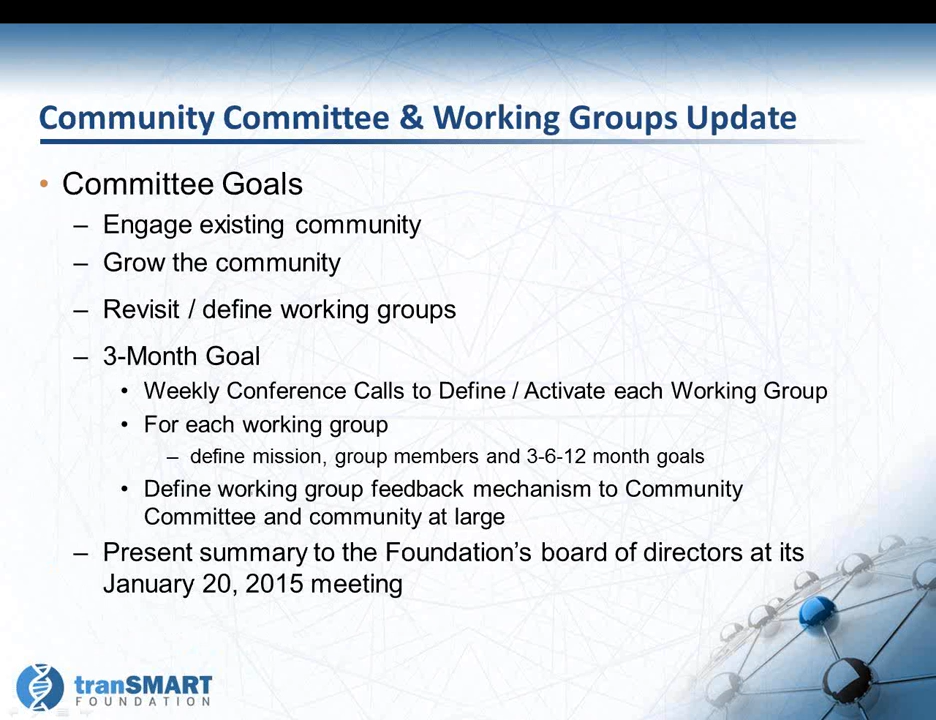 Community Committee & Working Groups Update
• Committee Goals
– Engage existing community
– Grow the community
– Revisit / define working groups
– 3-Month Goal
• Weekly Conference Calls to Define / Activate each Working Group
• For each working group
– define mission, group members and 3-6-12 month goals
• Define working group feedback mechanism to Community
Committee and community at large
– Present summary to the Foundation’s board of directors at its
January 20, 2015 meeting
tranSMART
FOUNDATION